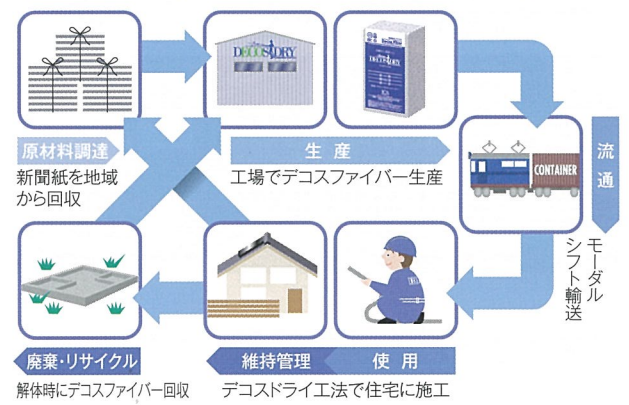 DECOSDRY
DECOSDRY
原材料調達
新聞紙を地域
から回収
生産
工場でデコスファイバー生産
CONTAINER
流通
モーダル
シフト輸送
廃棄・リサイクル
解体時にデコスファイバー回収
維持管理
使用
デコスドライ工法で住宅に施工